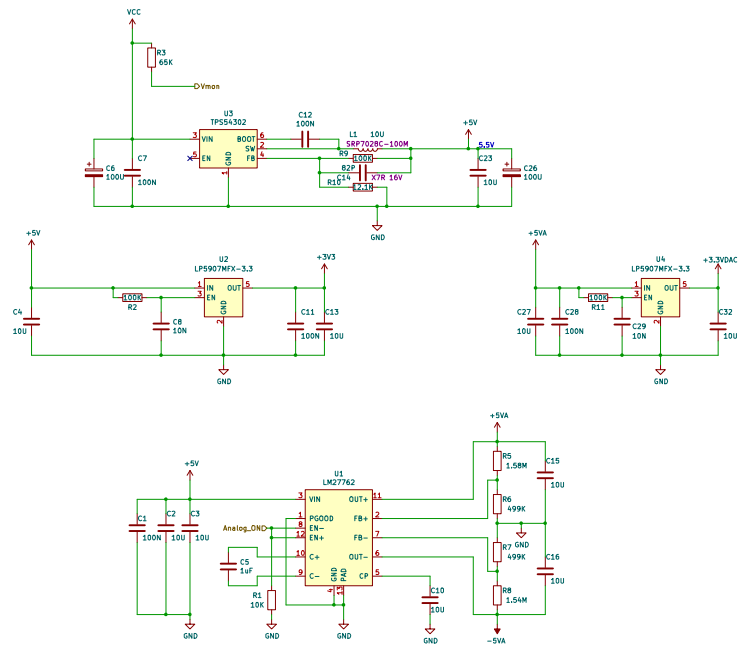 VCC
R3
65K
Vmon
U3
TPS54302
3 VIN BOOT 6
SW 2
5 EN FB 4
GND
1
C12
100N
L1 10U
SRP7028C-100M
R9
100K
82P
C14 X7R 16V
R10
12.1K
+5V
5.5V
C6
100U
C7
100N
C23
10U
C26
100U
GND
+5V
U2
LP5907MFX-3.3
1 IN OUT 5
3 EN
GND
2
100K
R2
C4
10U
C8
10N
+3V3
C11
100N
C13
10U
GND
+5VA
U4
LP5907MFX-3.3
1 IN OUT 5
3 EN
GND
2
100K
R11
C27
10U
C28
100N
C29
10N
+3.3VDAC
C32
10U
GND
+5V
U1
LM27762
3 VIN OUT+ 11
1 PGOOD FB+ 2
8 EN-
12 EN+ FB- 7
10 C+ OUT- 6
9 C- CP 5
GND PAD
4 13
Analog_ON
C1
100N
C2
10U
C3
10U
C5
1uF
R1
10K
GND
GND
GND
C10
10U
GND
+5VA
R5
1.58M
R6
499K
GND
R7
499K
R8
1.54M
C15
10U
C16
10U
-5VA